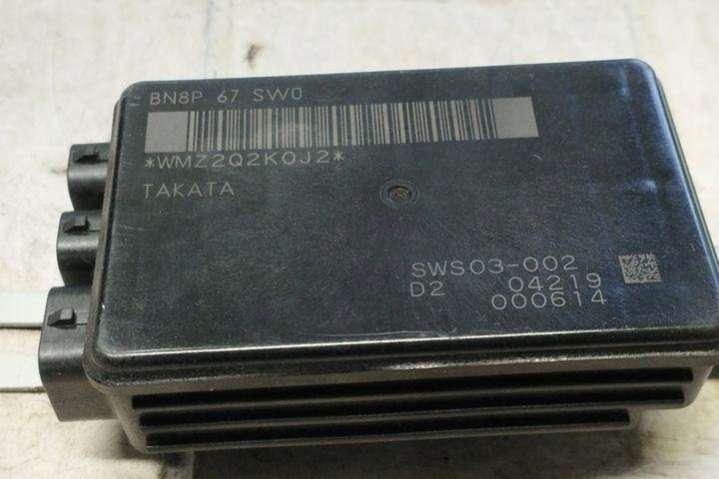 BN8P 67 SW0
*WMZ2Q2K0J2*
TAKATA
SWS03-002
D2 04219
000614